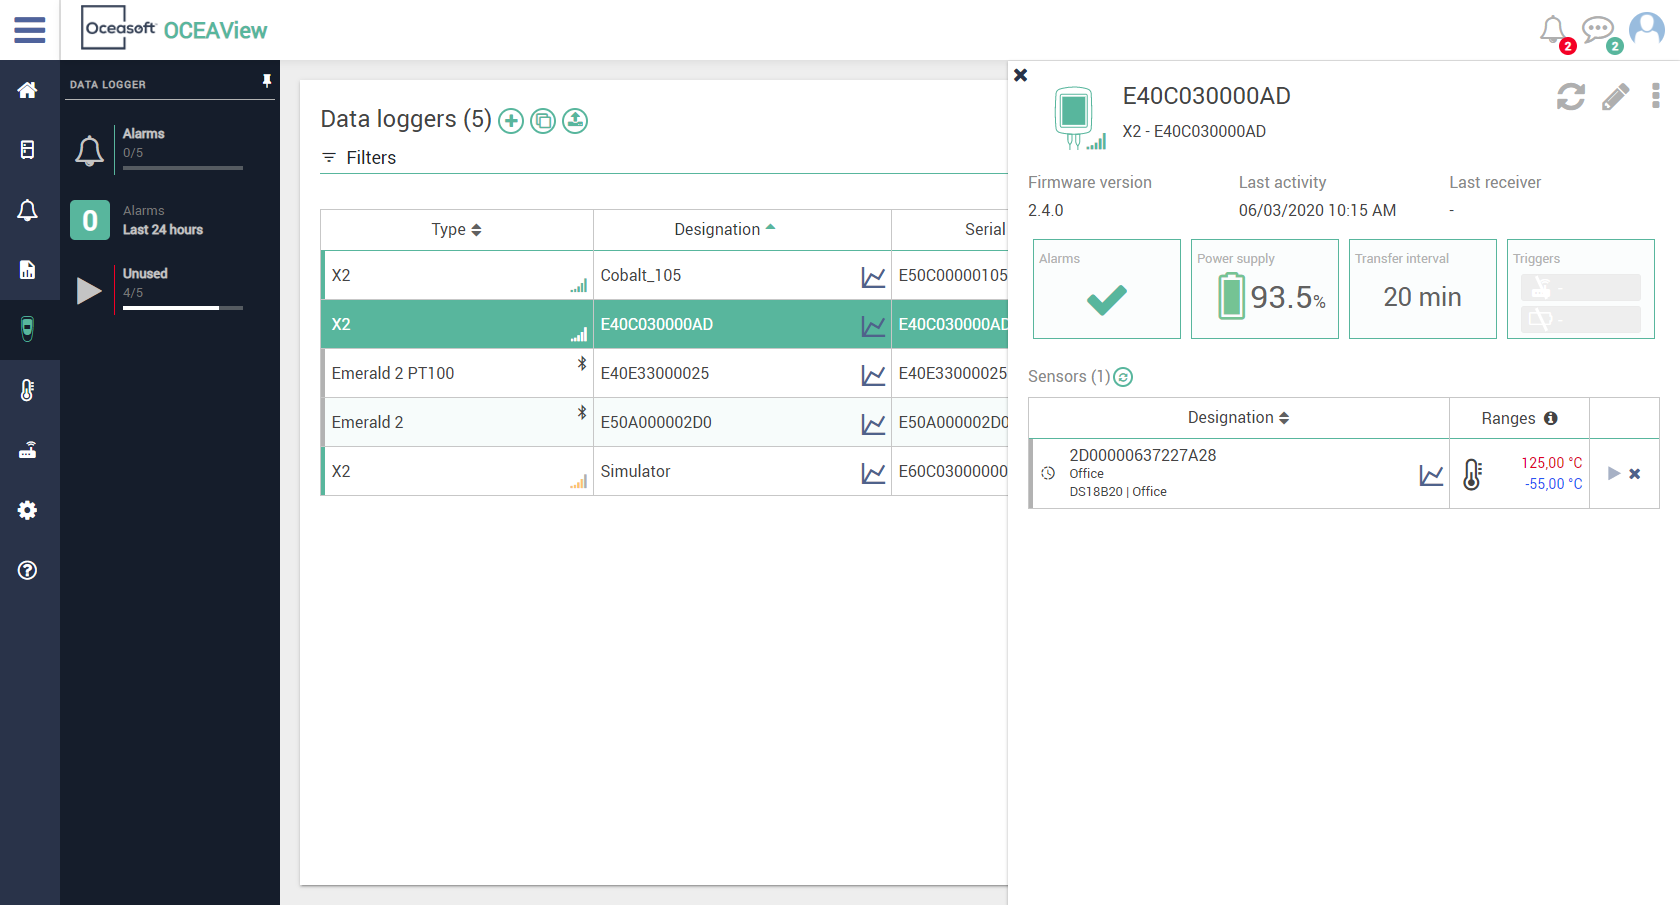 Oceasoft OCEAView
2
2
DATA LOGGER
Alarms
0/5
0
Alarms
Last 24 hours
Unused
4/5
Data loggers (5)
Filters
Type Designation Serial
X2 Cobalt_105 E50C00000105
X2 E40C030000AD E40C030000AD
Emerald 2 PT100 E40E33000025 E40E33000025
Emerald 2 E50A000002D0 E50A000002D0
X2 Simulator E60C03000000
E40C030000AD
X2 - E40C030000AD
Firmware version Last activity Last receiver
2.4.0 06/03/2020 10:15 AM -
Alarms Power supply Transfer interval Triggers
93.5% 20 min
-
-
Sensors (1)
Designation Ranges
2D00000637227A28
Office
DS18B20 | Office
125,00 °C
-55,00 °C